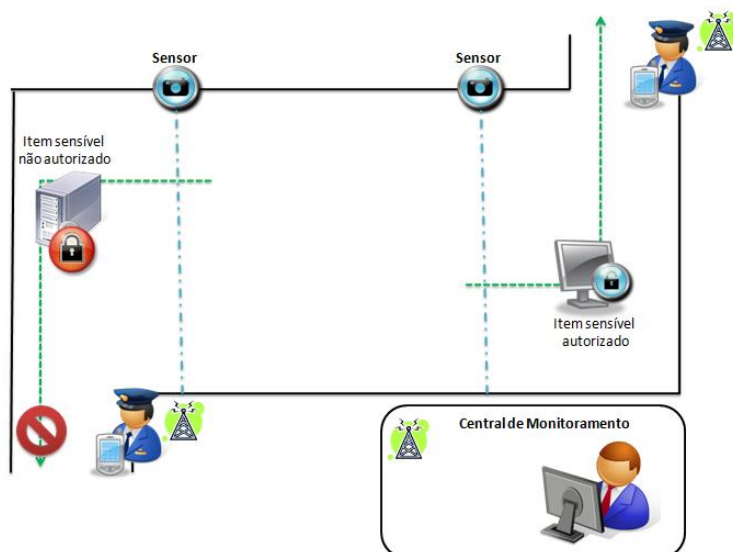 Sensor
Sensor
Item sensível
não autorizado
Item sensível
autorizado
Central de Monitoramento